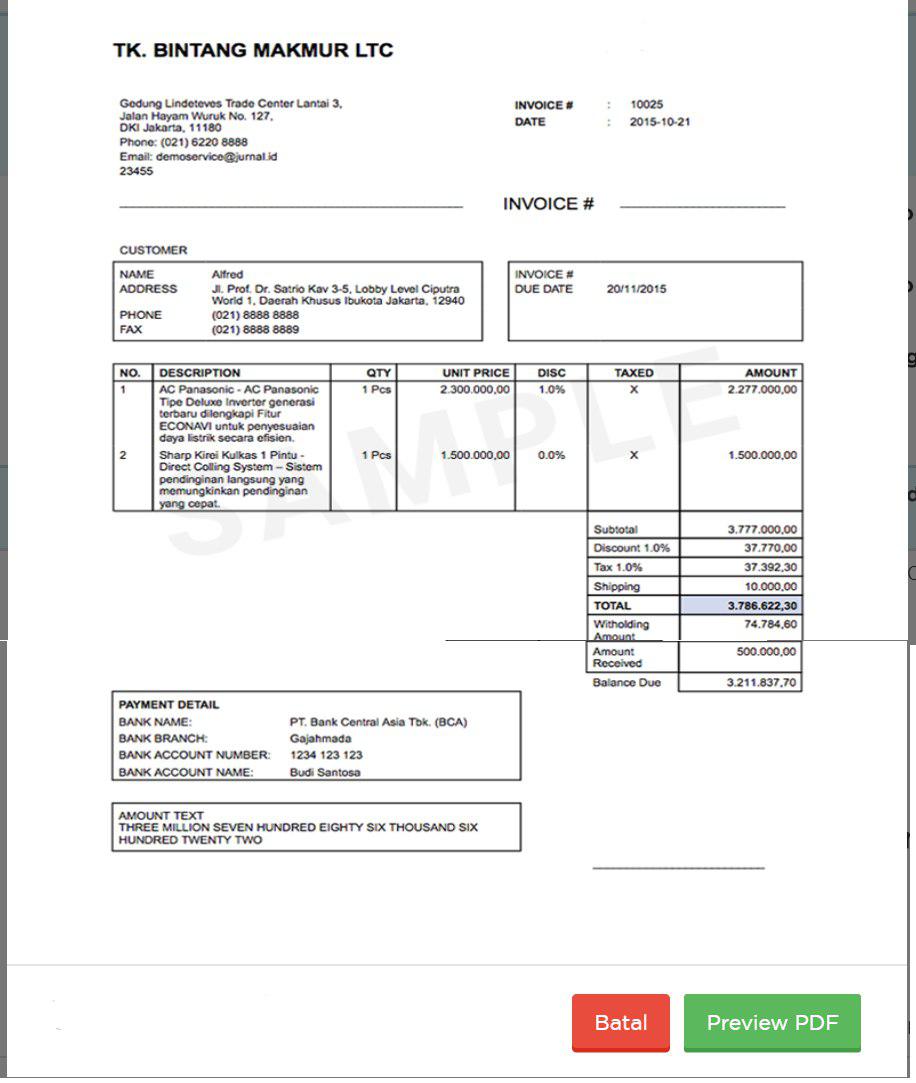 TK. BINTANG MAKMUR LTC
Gedung Lindeteves Trade Center Lantai 3,
Jalan Hayam Wuruk No. 127,
DKI Jakarta, 11180
Phone: (021) 6220 8888
Email: demoservice@jurnal.id
23455
INVOICE # : 10025
DATE : 2015-10-21
INVOICE #
CUSTOMER
NAME Alfred
ADDRESS Jl. Prof. Dr. Satrio Kav 3-5, Lobby Level Ciputra
World 1, Daerah Khusus Ibukota Jakarta, 12940
PHONE (021) 8888 8888
FAX (021) 8888 8889
INVOICE #
DUE DATE 20/11/2015
NO. DESCRIPTION QTY UNIT PRICE DISC TAXED AMOUNT
1 AC Panasonic - AC Panasonic 1 Pcs 2.300.000,00 1.0% X 2.277.000,00
Tipe Deluxe Inverter generasi
terbaru dilengkapi Fitur
ECONAVI untuk penyesuaian
daya listrik secara efisien.
2 Sharp Kirei Kulkas 1 Pintu - 1 Pcs 1.500.000,00 0.0% X 1.500.000,00
Direct Colling System – Sistem
pendinginan langsung yang
memungkinkan pendinginan
yang cepat.
SAMPLE
Subtotal 3.777.000,00
Discount 1.0% 37.770,00
Tax 1.0% 37.392,30
Shipping 10.000,00
TOTAL 3.786.622,30
Witholding 74.784,60
Amount
Amount 500.000,00
Received
Balance Due 3.211.837,70
PAYMENT DETAIL
BANK NAME: PT. Bank Central Asia Tbk. (BCA)
BANK BRANCH: Gajahmada
BANK ACCOUNT NUMBER: 1234 123 123
BANK ACCOUNT NAME: Budi Santosa
AMOUNT TEXT
THREE MILLION SEVEN HUNDRED EIGHTY SIX THOUSAND SIX
HUNDRED TWENTY TWO
Batal
Preview PDF